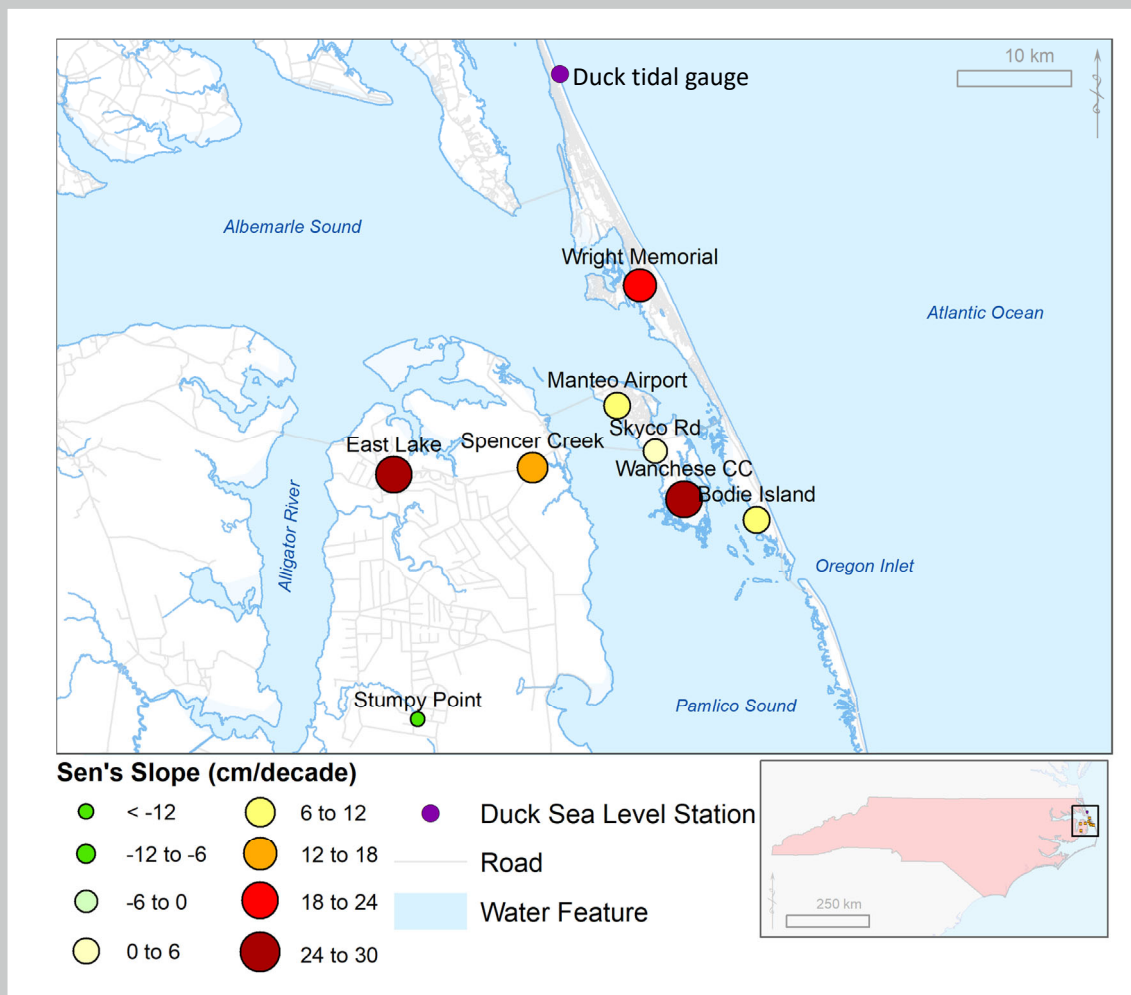 10 km
Duck tidal gauge
Albemarle Sound
Wright Memorial
Atlantic Ocean
Manteo Airport
Skyco Rd
East Lake
Spencer Creek
Wanchese CC
Bodie Island
Alligator River
Oregon Inlet
Stumpy Point
Pamlico Sound
Sen's Slope (cm/decade)
< -12
-12 to -6
-6 to 0
0 to 6
6 to 12
12 to 18
18 to 24
24 to 30
Duck Sea Level Station
Road
Water Feature
250 km